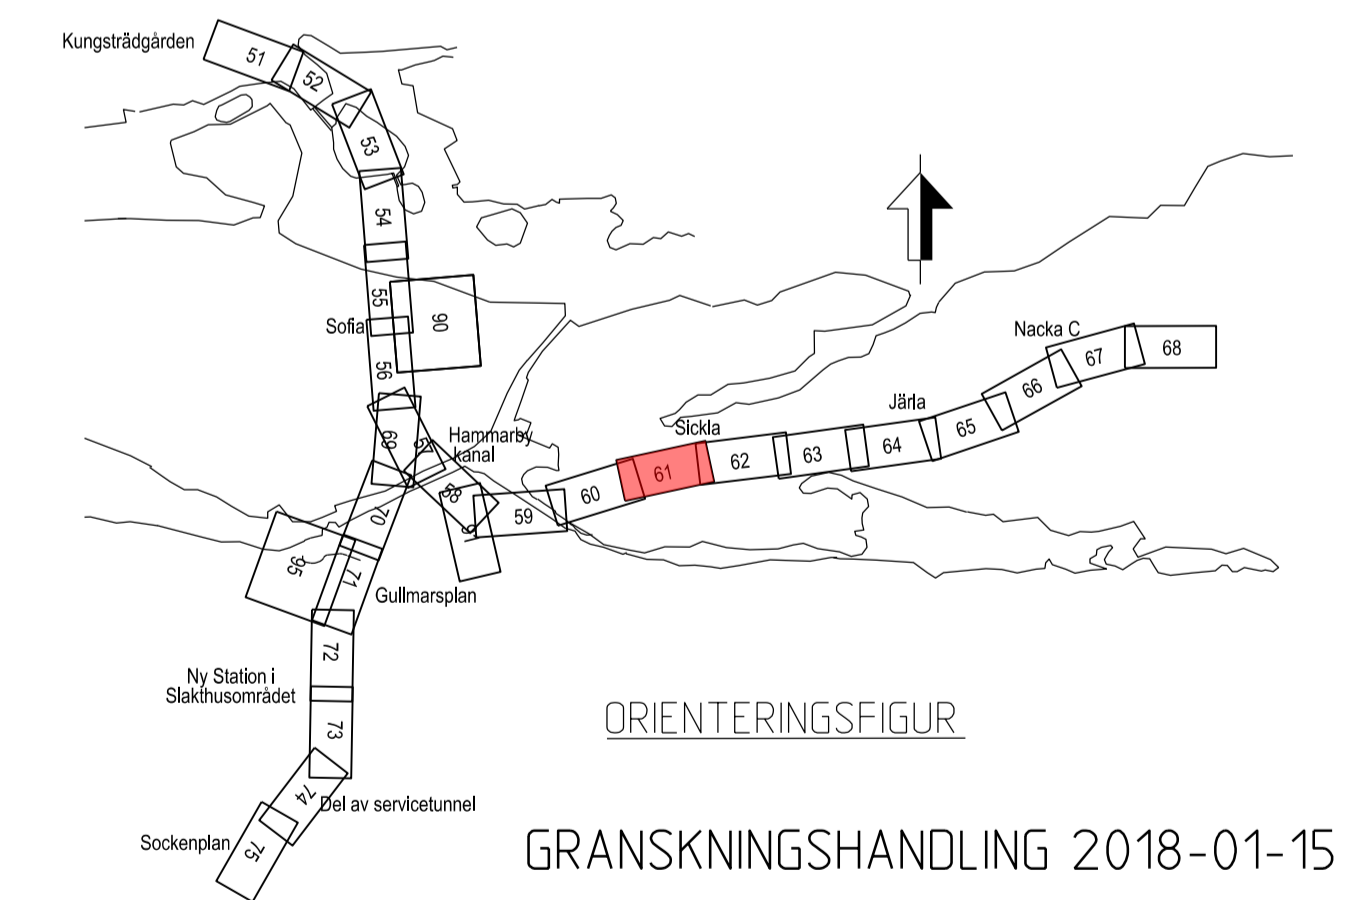 Kungsträdgården
51
52
53
54
55
Sofia
90
56
Nacka C
67
68
66
Järla
65
Sickla
64
63
62
61
60
59
Hammarby
kanal
57
58
69
70
95
71
Gullmarsplan
72
Ny Station i
Slakthusområdet
73
74
Del av servicetunnel
Sockenplan
75
ORIENTERINGSFIGUR
GRANSKNINGSHANDLING 2018-01-15